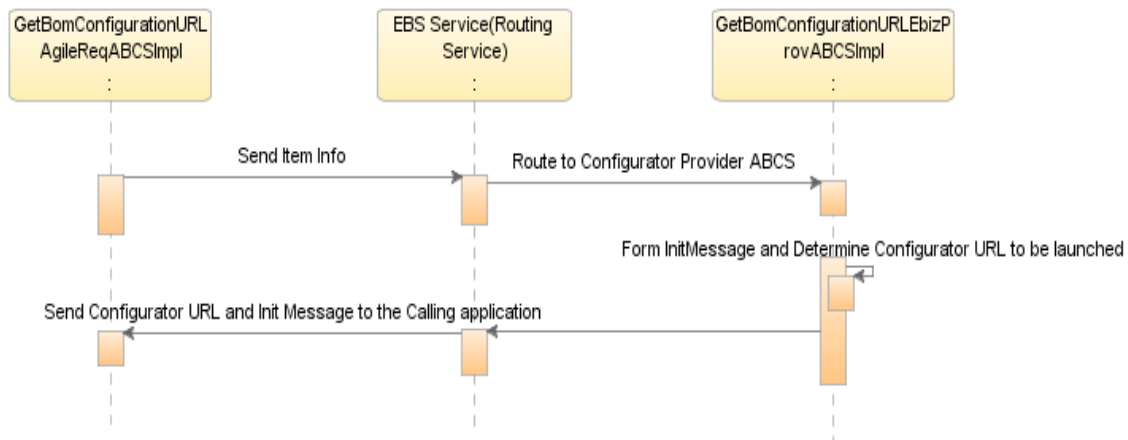 GetBomConfigurationURL
AgileReqABCSImpl
:
EBS Service(Routing
Service)
:
GetBomConfigurationURLEbizP
rovABCSImpl
:
Send Item Info
Route to Configurator Provider ABCS
Form InitMessage and Determine Configurator URL to be launched
Send Configurator URL and Init Message to the Calling application